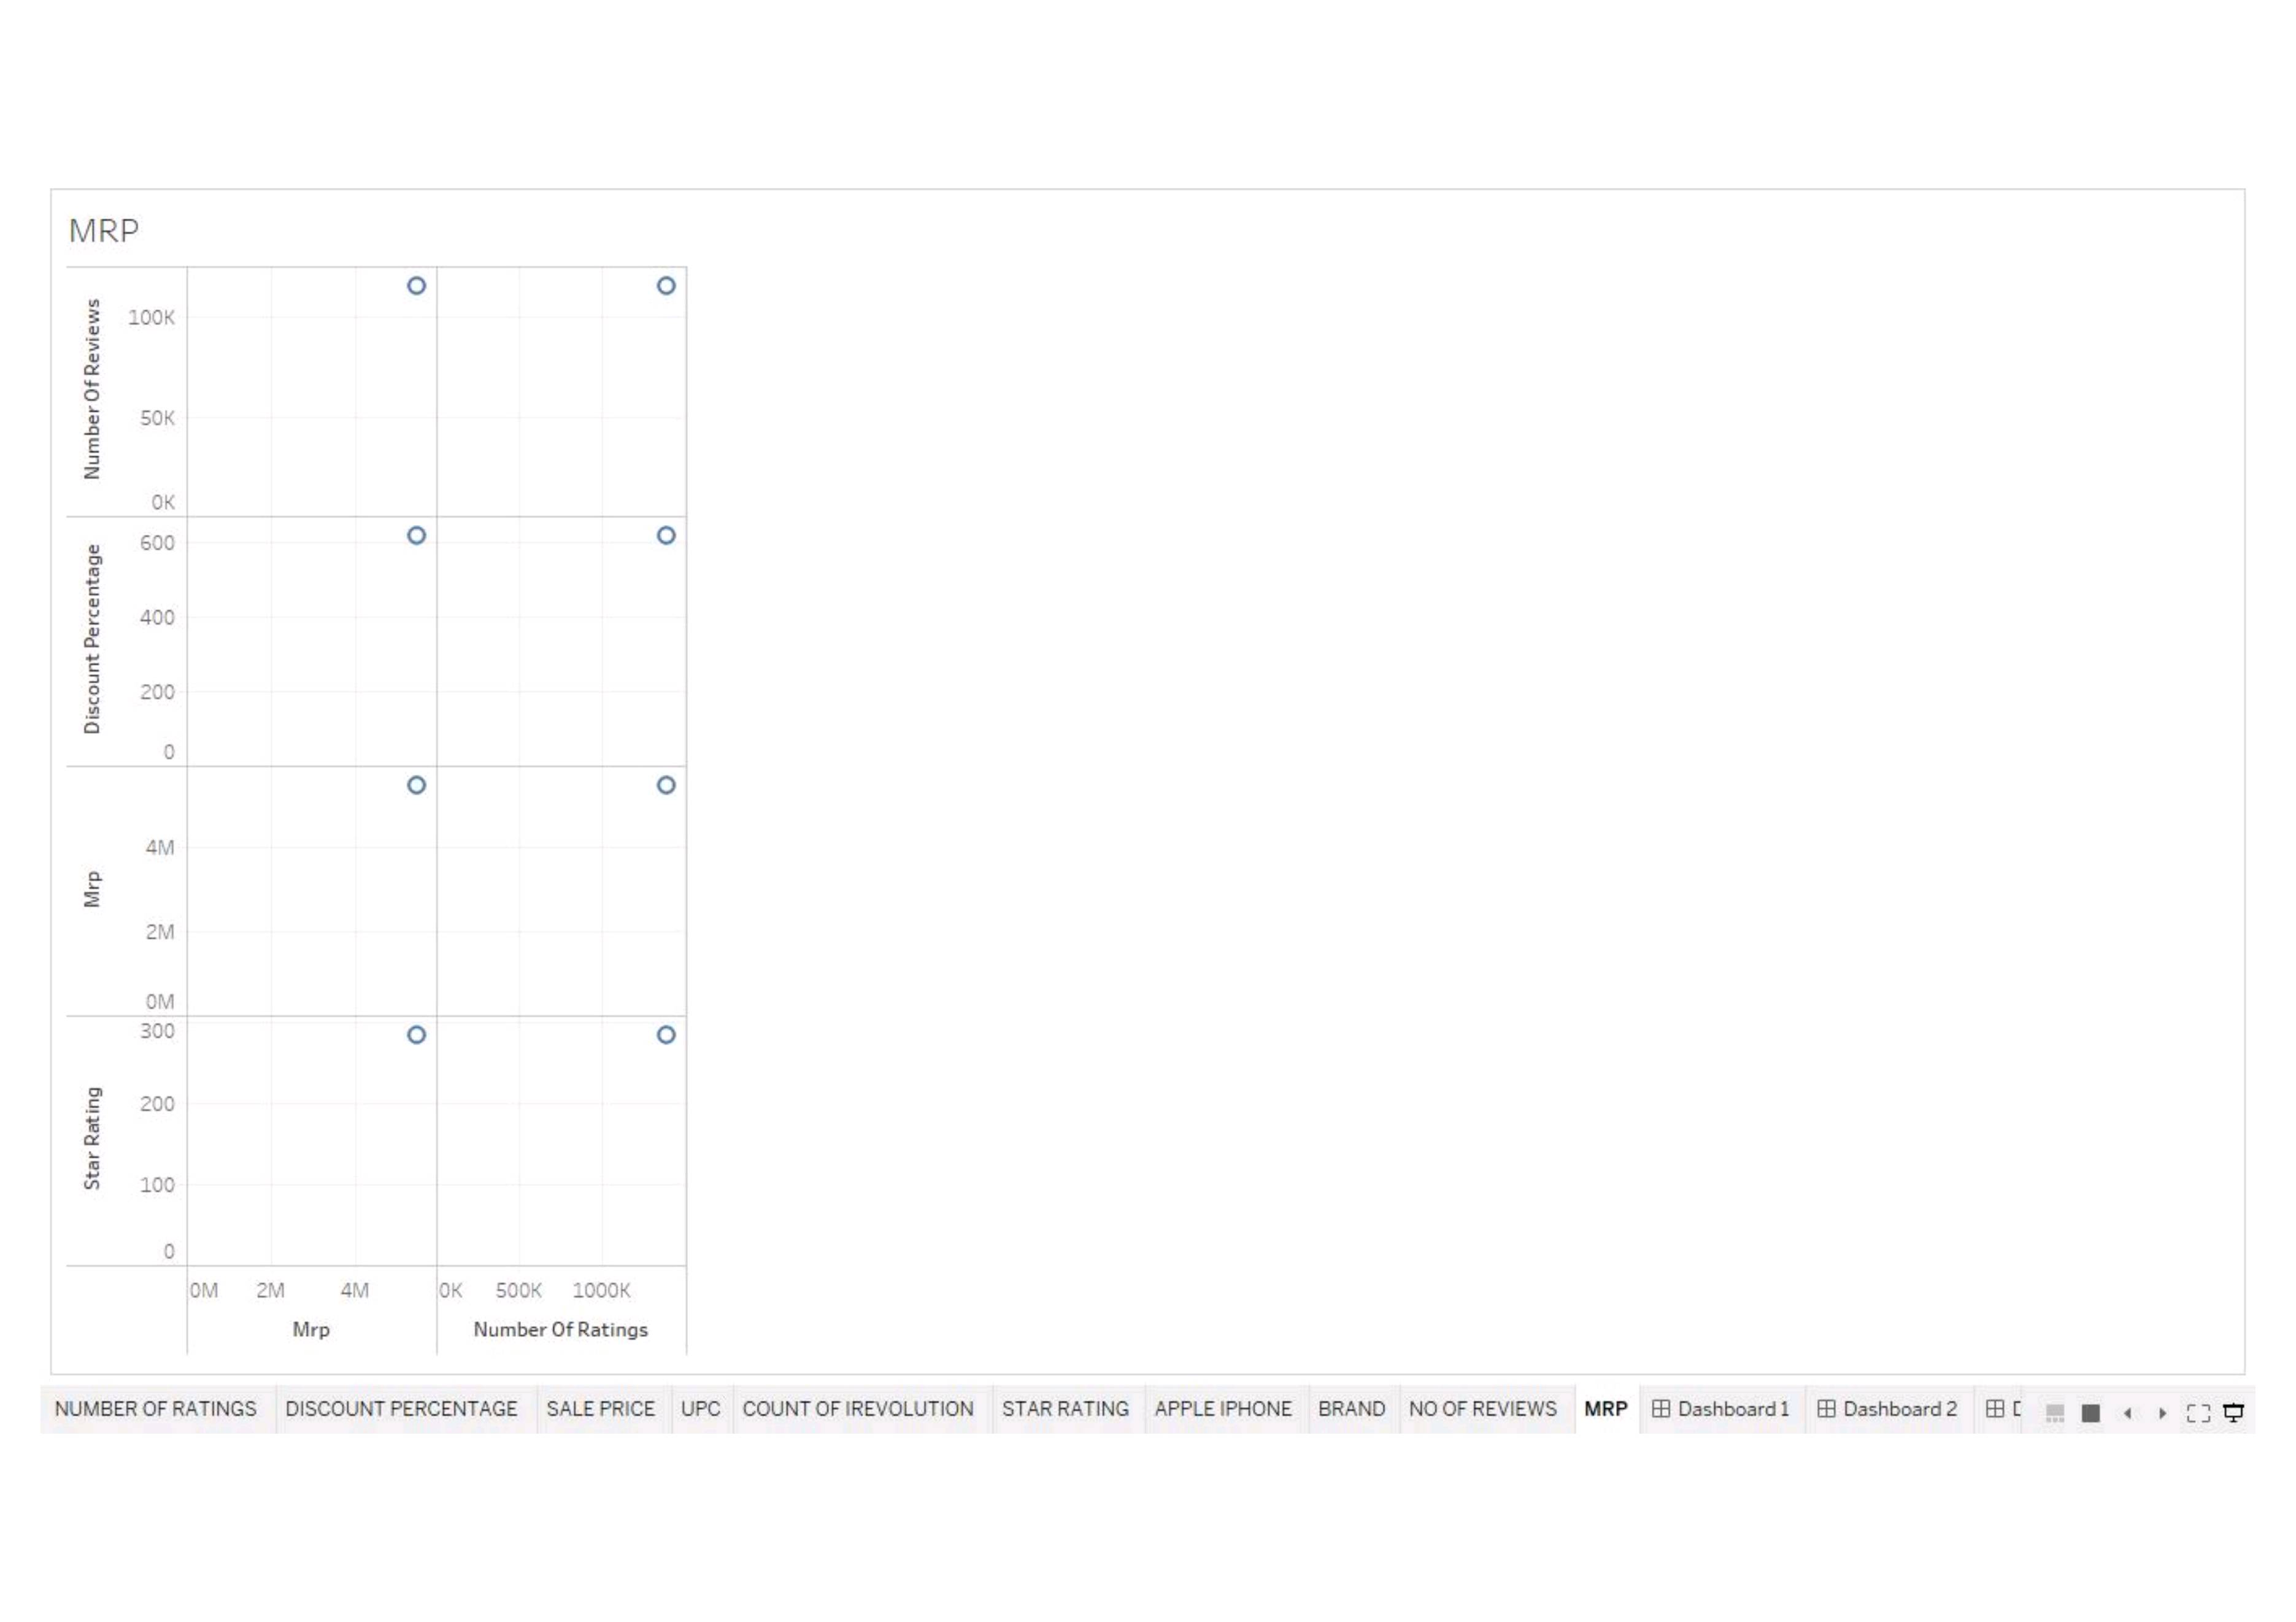 MRP
Number Of Reviews
100K
50K
0K
Discount Percentage
600
400
200
0
Mrp
4M
2M
0M
Star Rating
300
200
100
0
0M 2M 4M 0K 500K 1000K
Mrp Number Of Ratings
NUMBER OF RATINGS DISCOUNT PERCENTAGE SALE PRICE UPC COUNT OF IREVOLUTION STAR RATING APPLE IPHONE BRAND NO OF REVIEWS MRP Dashboard 1 Dashboard 2